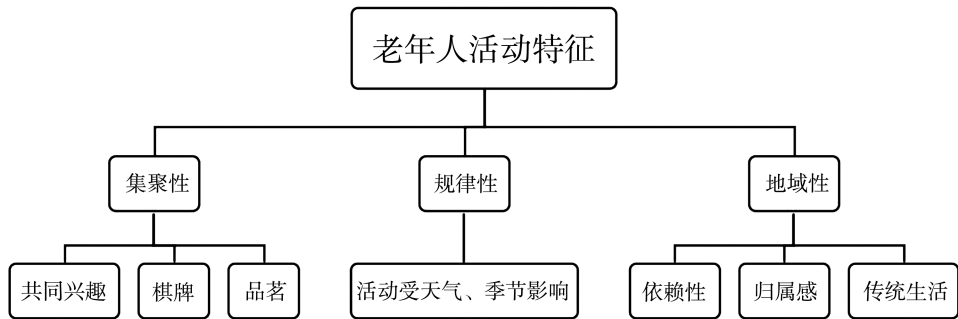 老年人活动特征
集聚性
规律性
地域性
共同兴趣
棋牌
品茗
活动受天气、季节影响
依赖性
归属感
传统生活